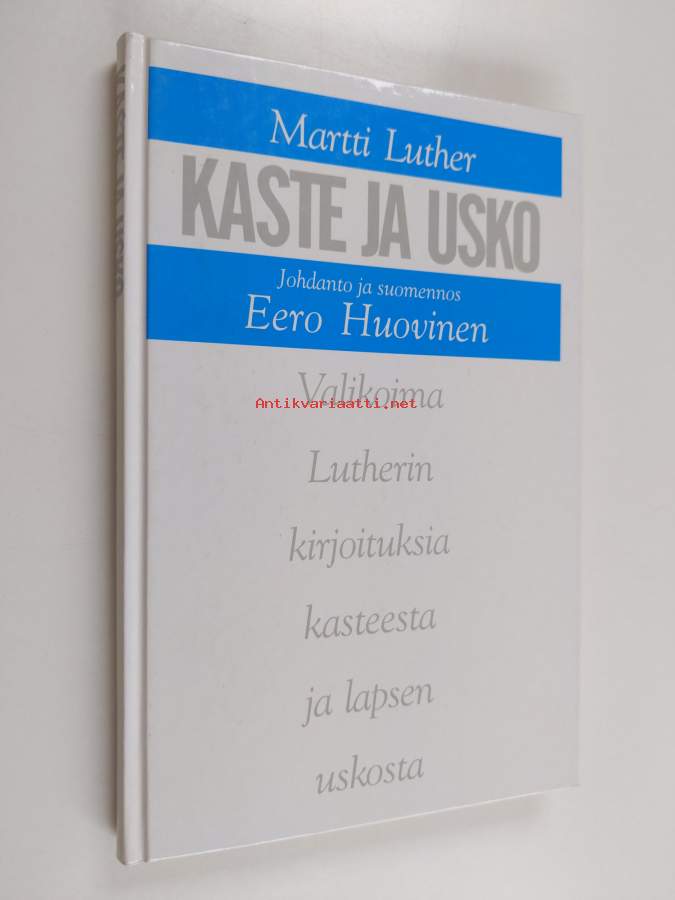 Martti Luther
KASTE JA USKO
Johdanto ja suomennos
Eero Huovinen
Valikoima
Antikvariaatti.net
Lutherin
kirjoituksia
kasteesta
ja lapsen
uskosta